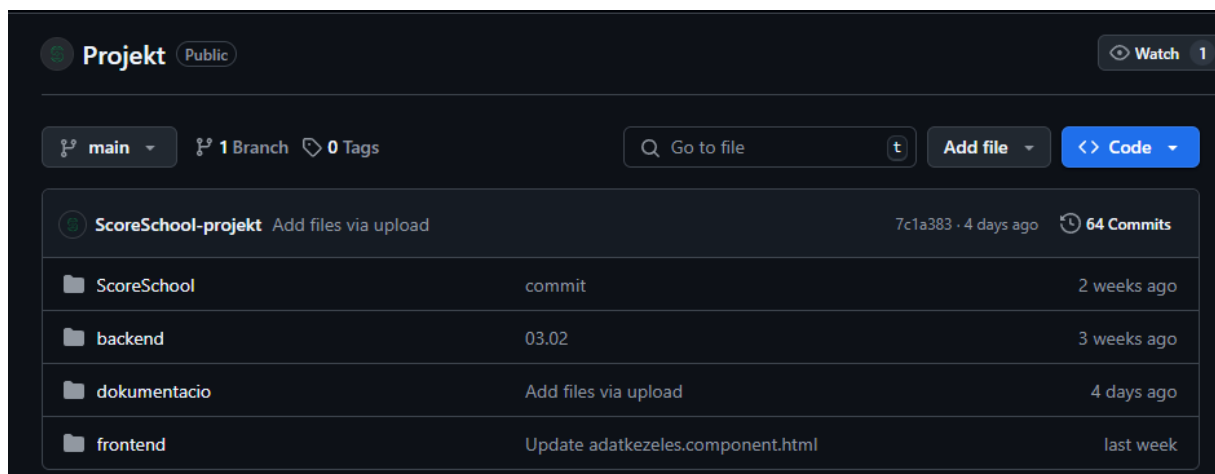 Projekt Public Watch 1
main 1 Branch 0 Tags Go to file t Add file <> Code
ScoreSchool-projekt Add files via upload 7c1a383 · 4 days ago 64 Commits
ScoreSchool commit 2 weeks ago
backend 03.02 3 weeks ago
dokumentacio Add files via upload 4 days ago
frontend Update adatkezeles.component.html last week